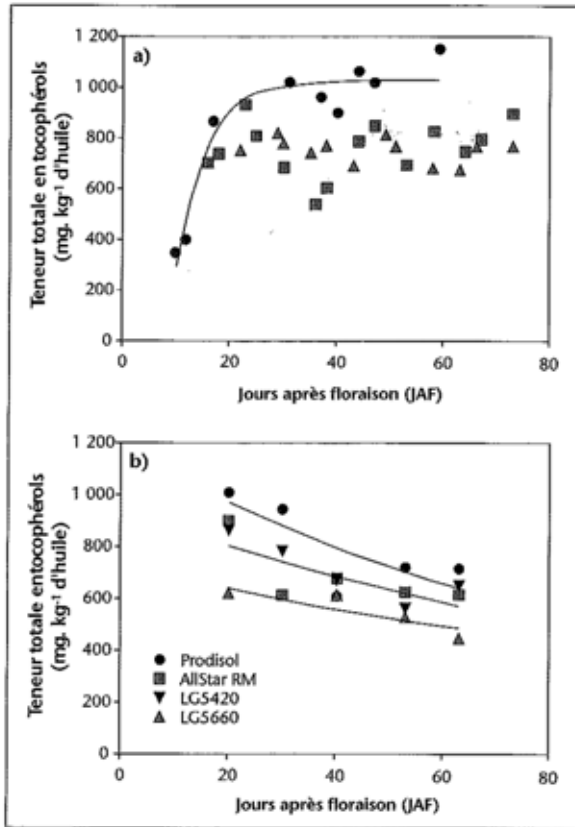 a)
Teneur totale en tocophérols
(mg. kg⁻¹ d'huile)
1 200
1 000
800
600
400
200
0
0 20 40 60 80
Jours après floraison (JAF)
b)
Teneur totale entocophérols
(mg. kg⁻¹ d'huile)
1 200
1 000
800
600
400
200
0
Prodisol
AllStar RM
LG5420
LG5660
0 20 40 60 80
Jours après floraison (JAF)